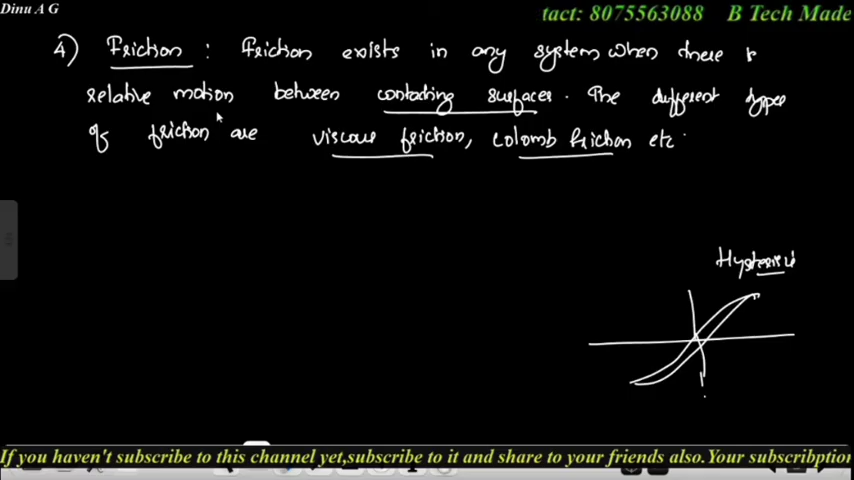 Dinu A G
tact: 8075563088 B Tech Made
4) Friction : Friction exists in any system when there is
relative motion between contacting surfaces. The different types
of friction are viscous friction, colomb friction etc.
If you haven't subscribe to this channel yet,subscribe to it and share to your friends also.Your subscribption